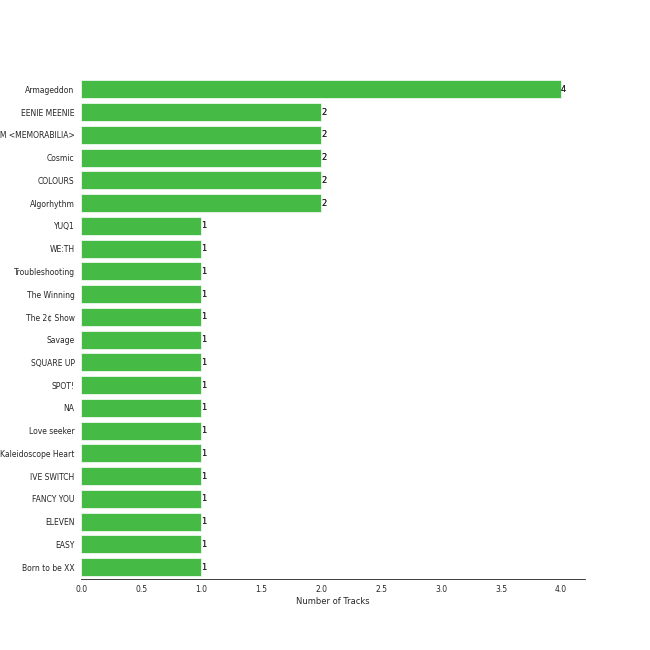 Armageddon 4
EENIE MEENIE 2
M <MEMORABILIA> 2
Cosmic 2
COLOURS 2
Algorhythm 2
YUQ1 1
WE:TH 1
Troubleshooting 1
The Winning 1
The 2¢ Show 1
Savage 1
SQUARE UP 1
SPOT! 1
NA 1
Love seeker 1
Kaleidoscope Heart 1
IVE SWITCH 1
FANCY YOU 1
ELEVEN 1
EASY 1
Born to be XX 1
0.0 0.5 1.0 1.5 2.0 2.5 3.0 3.5 4.0
Number of Tracks